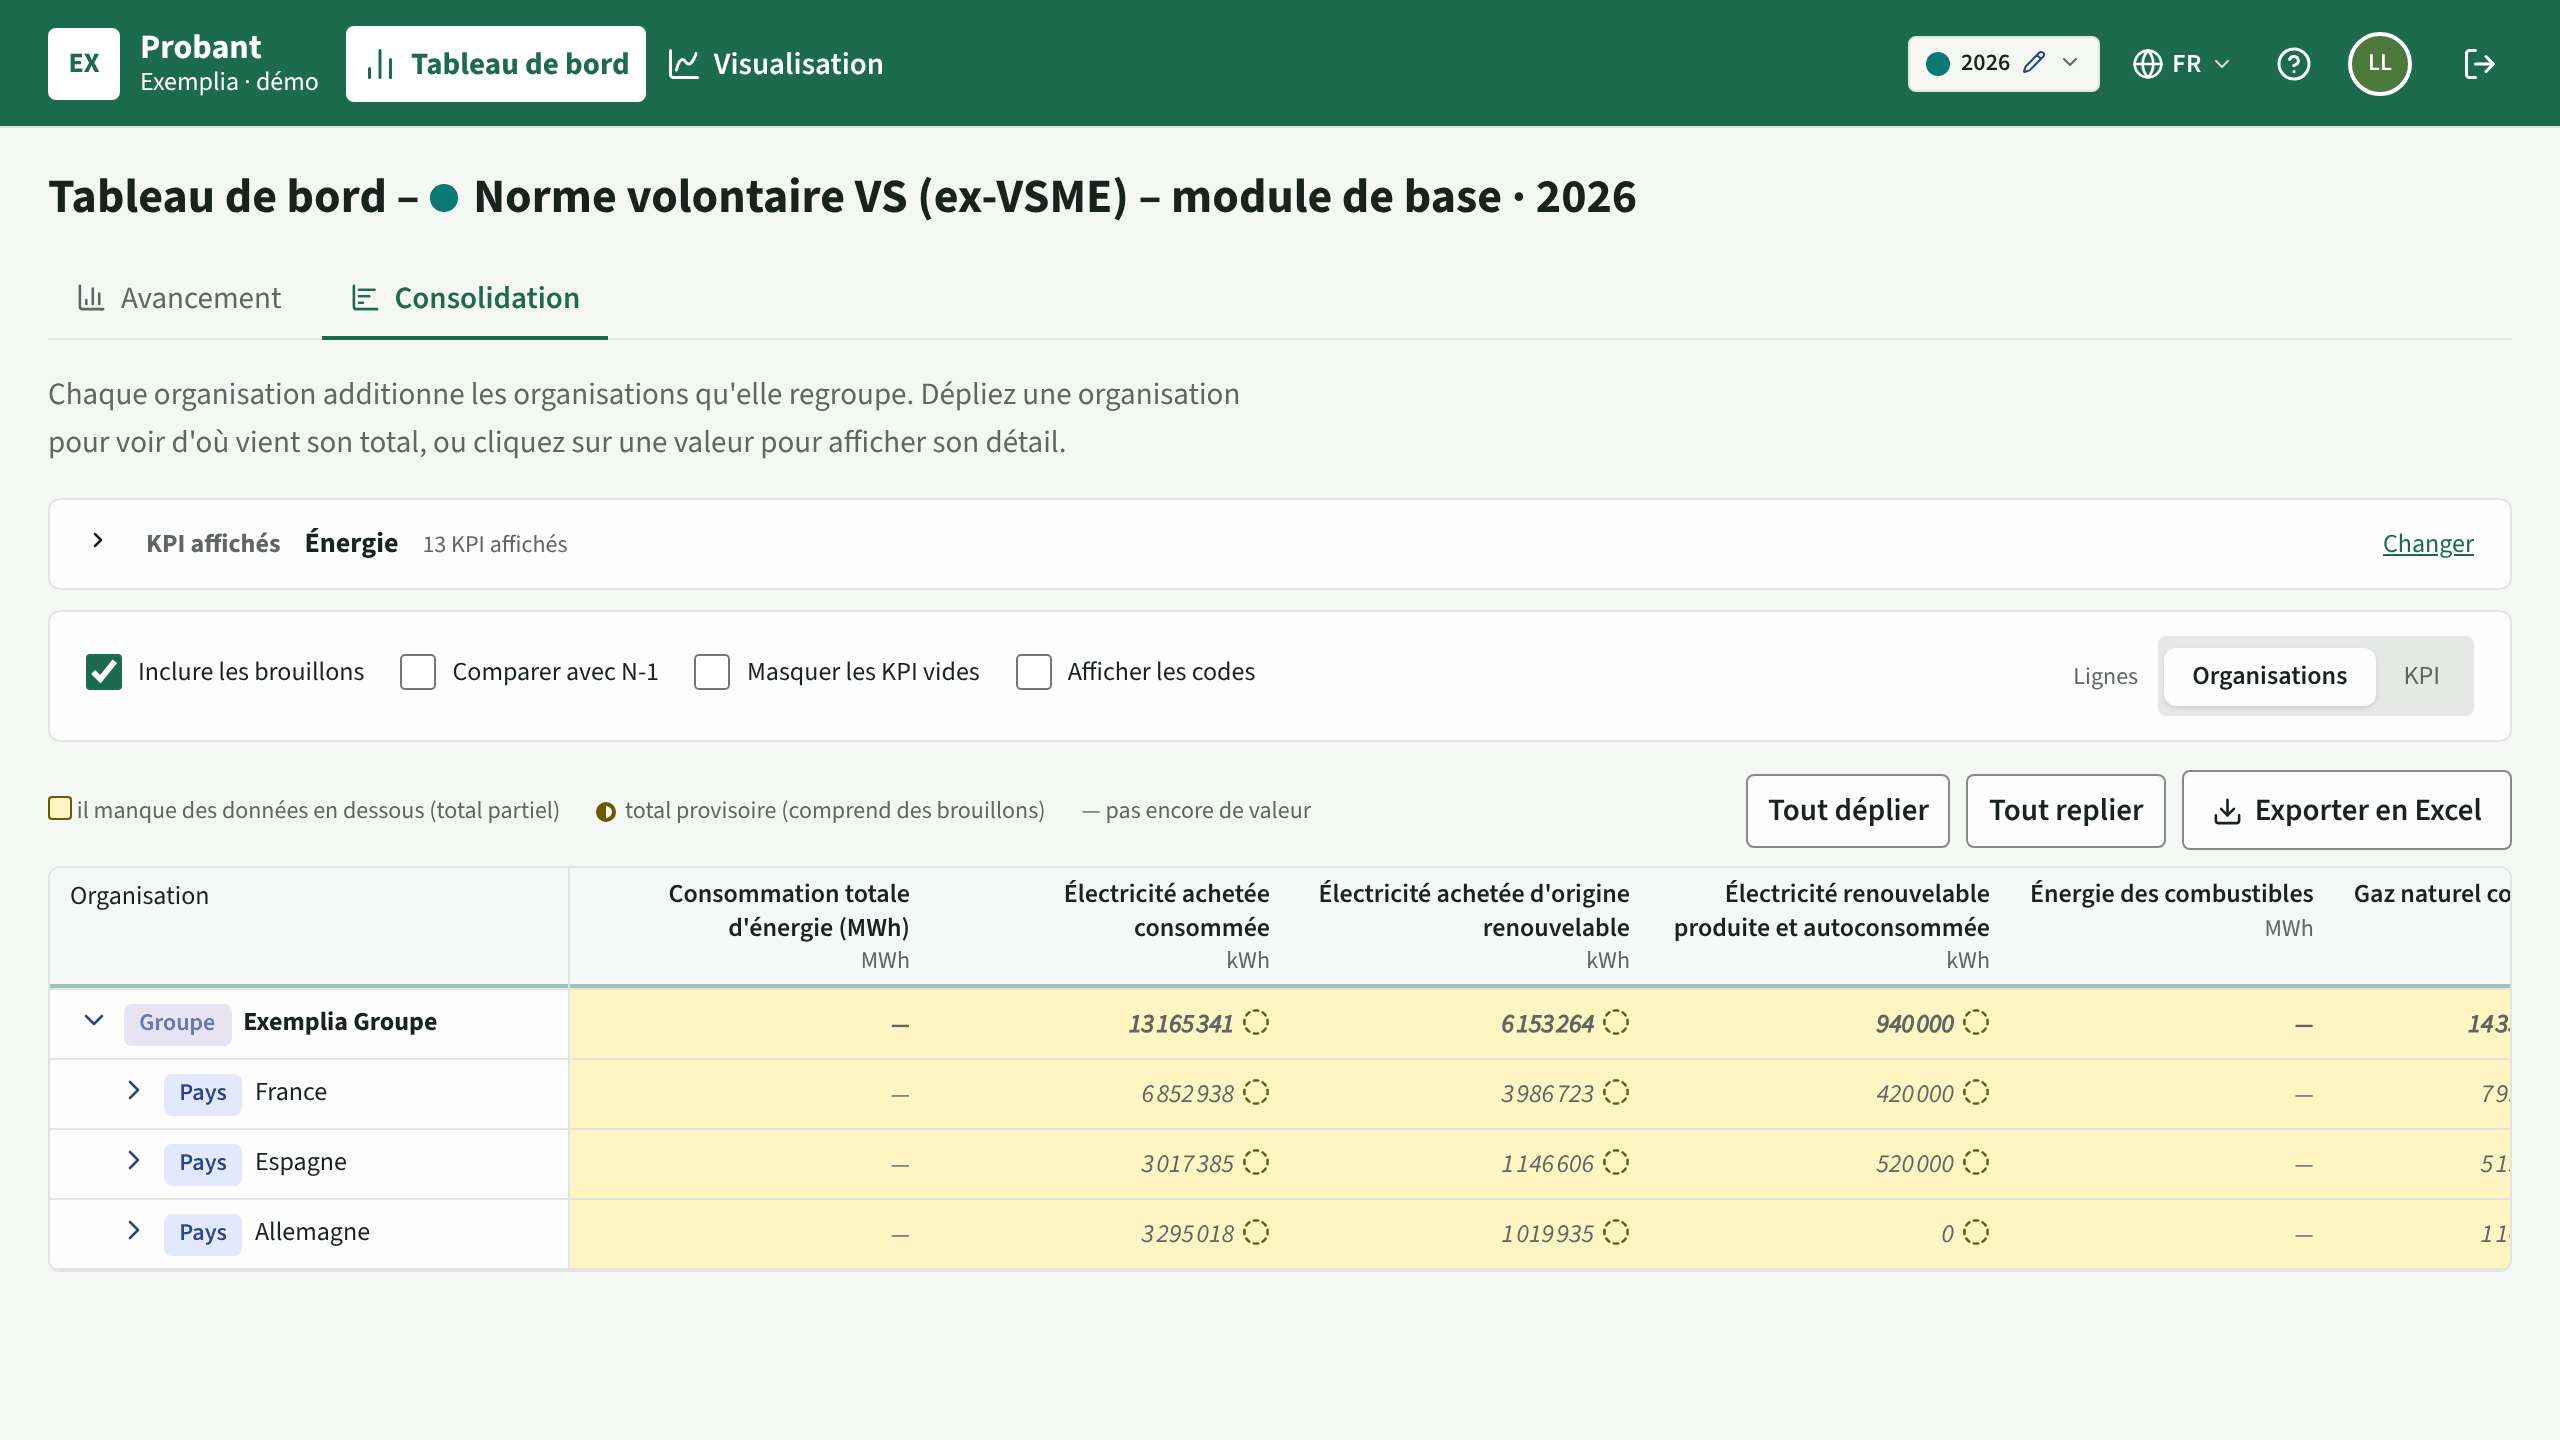 EX
Probant
Exemplia · démo
Tableau de bord
Visualisation
2026
FR
LL
Tableau de bord – Norme volontaire VS (ex-VSME) – module de base · 2026
Avancement
Consolidation
Chaque organisation additionne les organisations qu'elle regroupe. Dépliez une organisation
pour voir d'où vient son total, ou cliquez sur une valeur pour afficher son détail.
KPI affichés Énergie 13 KPI affichés
Changer
Inclure les brouillons
Comparer avec N-1
Masquer les KPI vides
Afficher les codes
Lignes
Organisations
KPI
il manque des données en dessous (total partiel)
total provisoire (comprend des brouillons)
— pas encore de valeur
Tout déplier
Tout replier
Exporter en Excel
Organisation
Consommation totale
d'énergie (MWh)
MWh
Électricité achetée
consommée
kWh
Électricité achetée d'origine
renouvelable
kWh
Électricité renouvelable
produite et autoconsommée
kWh
Énergie des combustibles
MWh
Gaz naturel co
Groupe Exemplia Groupe — 13 165 341 6 153 264 940 000 — 143
Pays France — 6 852 938 3 986 723 420 000 — 79
Pays Espagne — 3 017 385 1 146 606 520 000 — 51
Pays Allemagne — 3 295 018 1 019 935 0 — 11